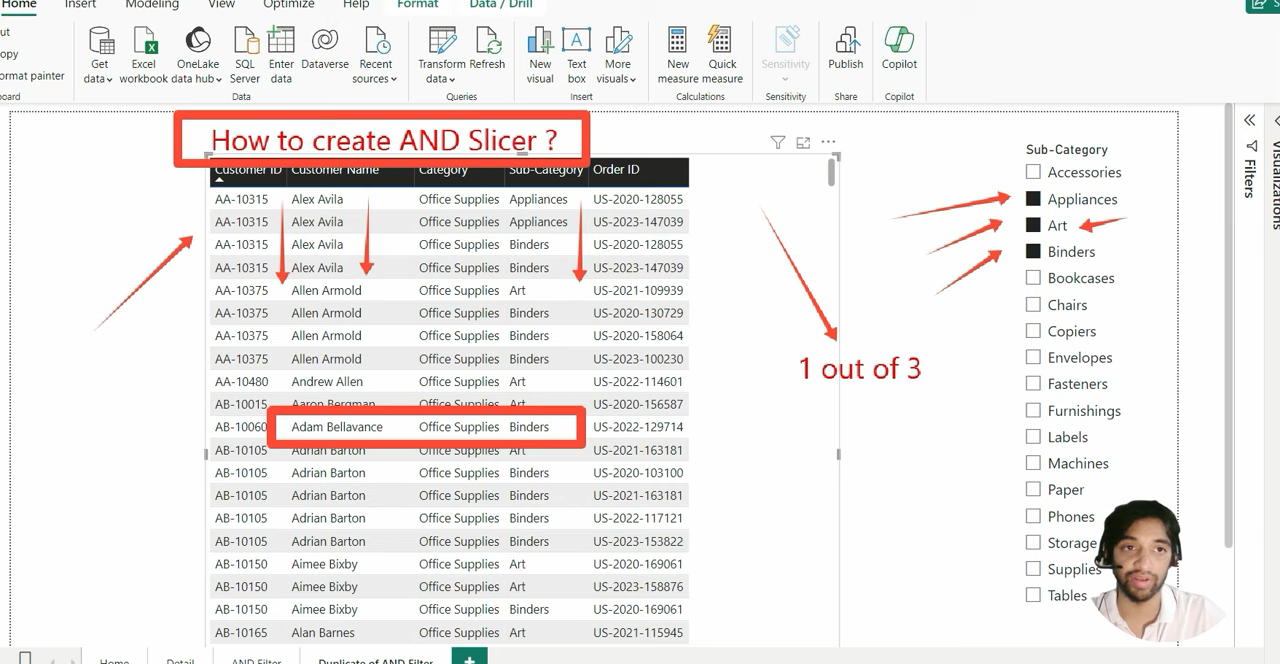 Home Insert Modeling View Optimize Help Format Data / Drill
ut
opy
ormat painter
oard
Get data
Excel workbook
OneLake data hub
SQL Server
Enter data
Dataverse
Recent sources
Data
Transform data
Refresh
Queries
New visual
Text box
More visuals
Insert
New measure
Quick measure
Calculations
Sensitivity
Sensitivity
Publish
Share
Copilot
Copilot
How to create AND Slicer ?
Customer ID Customer Name Category Sub-Category Order ID
AA-10315 Alex Avila Office Supplies Appliances US-2020-128055
AA-10315 Alex Avila Office Supplies Appliances US-2023-147039
AA-10315 Alex Avila Office Supplies Binders US-2020-128055
AA-10315 Alex Avila Office Supplies Binders US-2023-147039
AA-10375 Allen Armold Office Supplies Art US-2021-109939
AA-10375 Allen Armold Office Supplies Binders US-2020-130729
AA-10375 Allen Armold Office Supplies Binders US-2020-158064
AA-10375 Allen Armold Office Supplies Binders US-2023-100230
AA-10480 Andrew Allen Office Supplies Art US-2022-114601
AB-10015 Aaron Bergman Office Supplies Art US-2020-156587
AB-10060 Adam Bellavance Office Supplies Binders US-2022-129714
AB-10105 Adrian Barton Office Supplies Art US-2021-163181
AB-10105 Adrian Barton Office Supplies Binders US-2020-103100
AB-10105 Adrian Barton Office Supplies Binders US-2021-163181
AB-10105 Adrian Barton Office Supplies Binders US-2022-117121
AB-10105 Adrian Barton Office Supplies Binders US-2023-153822
AB-10150 Aimee Bixby Office Supplies Art US-2020-169061
AB-10150 Aimee Bixby Office Supplies Art US-2023-158876
AB-10150 Aimee Bixby Office Supplies Binders US-2020-169061
AB-10165 Alan Barnes Office Supplies Art US-2021-115945
1 out of 3
Sub-Category
Accessories
Appliances
Art
Binders
Bookcases
Chairs
Copiers
Envelopes
Fasteners
Furnishings
Labels
Machines
Paper
Phones
Storage
Supplies
Tables
Filters
Visualizations
Home Detail AND Filter Duplicate of AND Filter